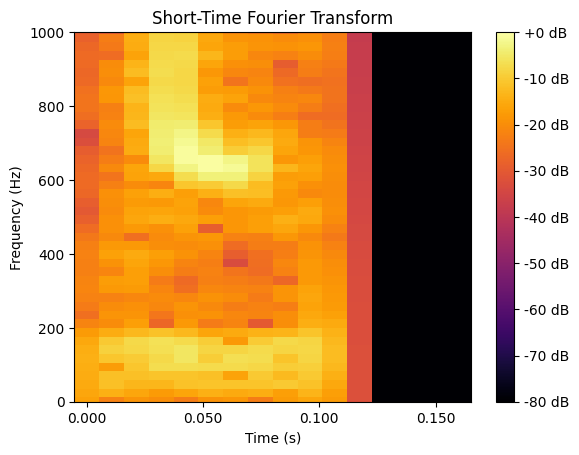 Short-Time Fourier Transform
1000
800
600
400
200
0
Frequency (Hz)
0.000
0.050
0.100
0.150
Time (s)
+0 dB
-10 dB
-20 dB
-30 dB
-40 dB
-50 dB
-60 dB
-70 dB
-80 dB